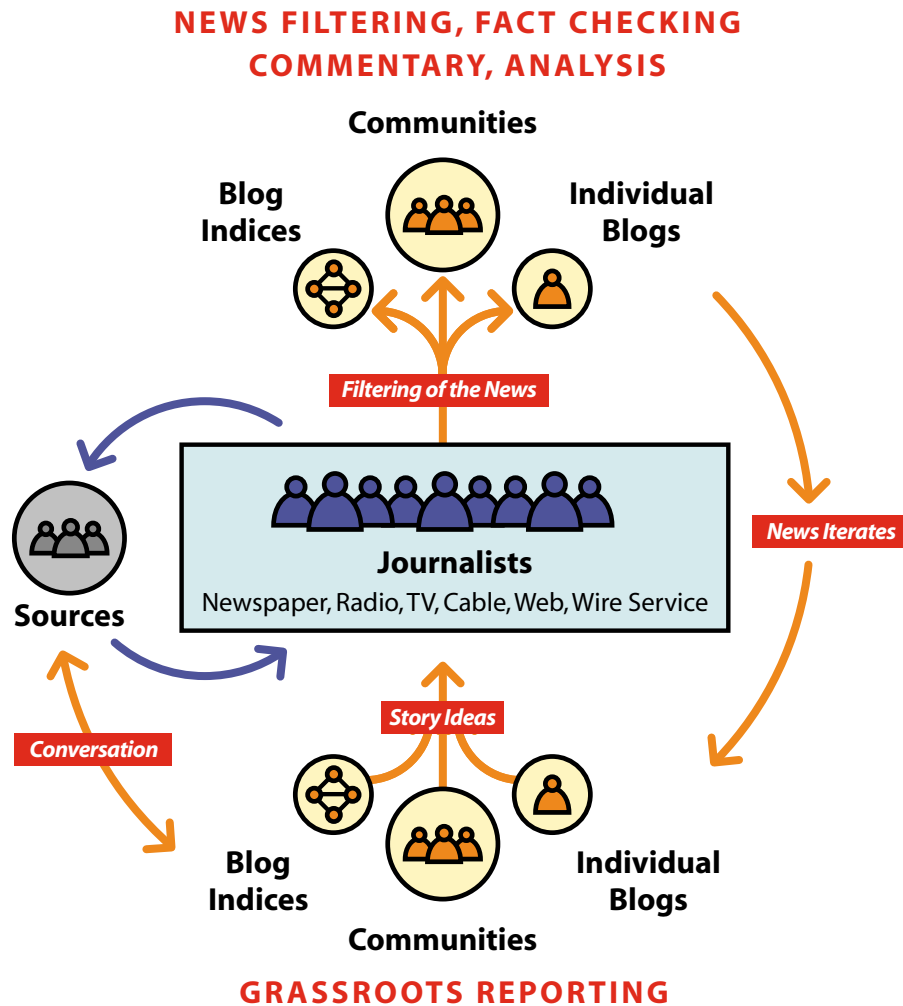 NEWS FILTERING, FACT CHECKING
COMMENTARY, ANALYSIS
Communities
Blog
Indices
Individual
Blogs
Filtering of the News
Journalists
Newspaper, Radio, TV, Cable, Web, Wire Service
News Iterates
Sources
Story Ideas
Conversation
Blog
Indices
Individual
Blogs
Communities
GRASSROOTS REPORTING